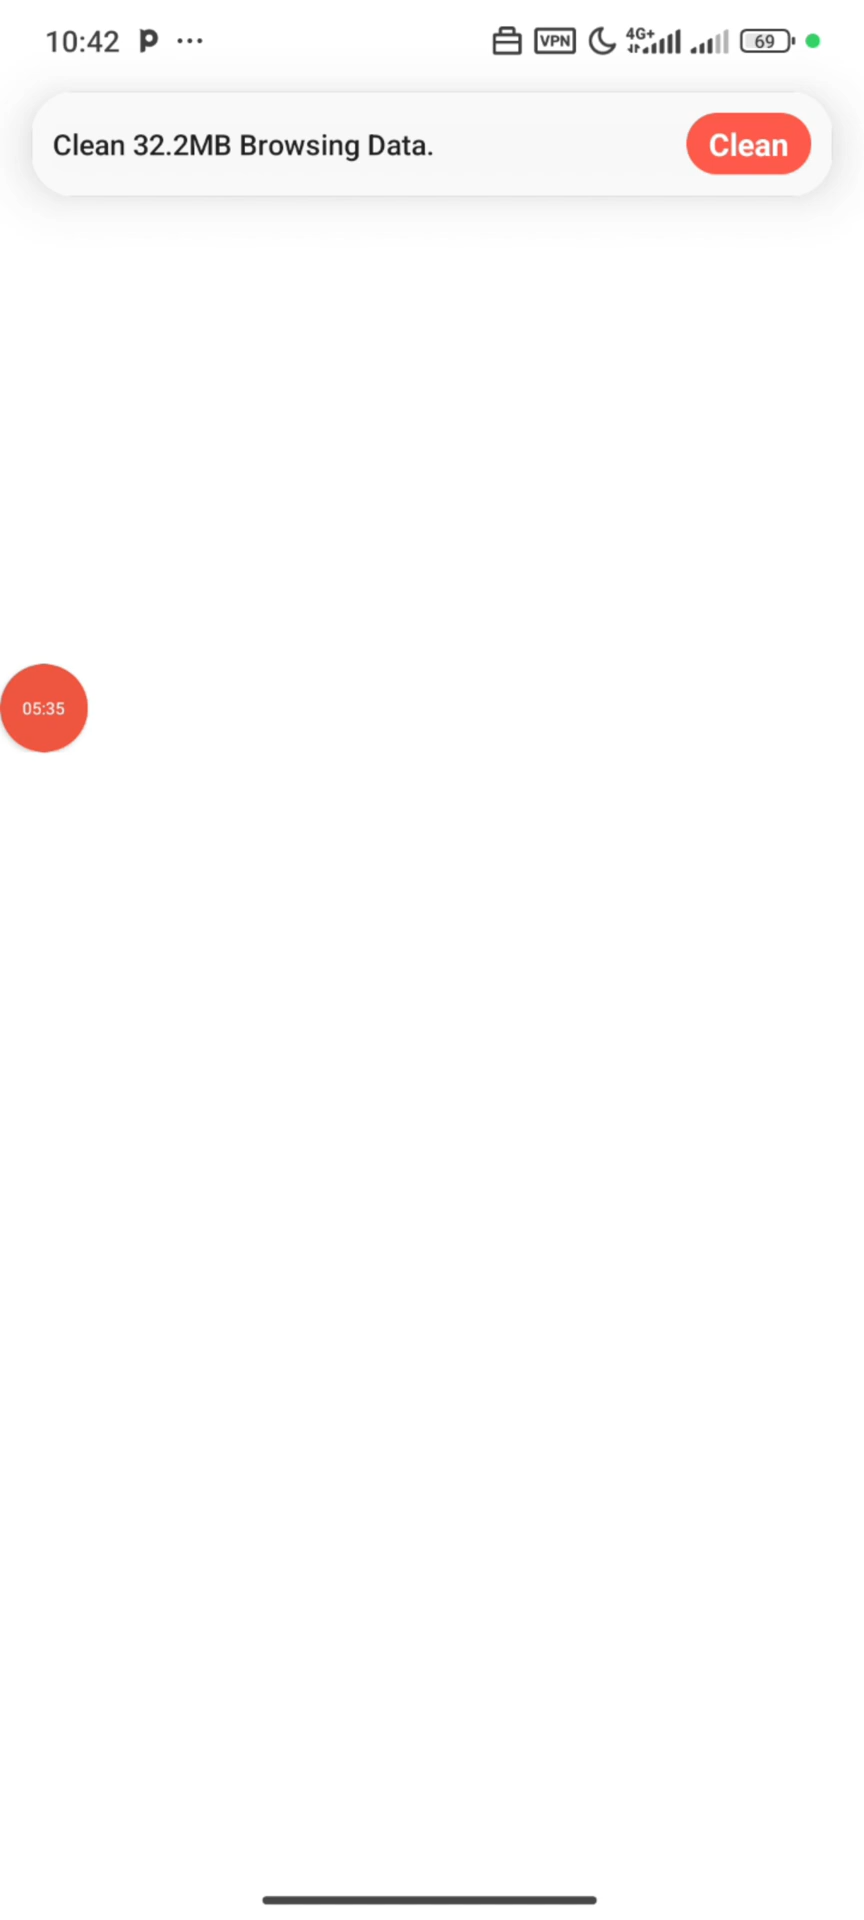 10:42 P ...
VPN 4G+ 69
Clean 32.2MB Browsing Data.
Clean
05:35